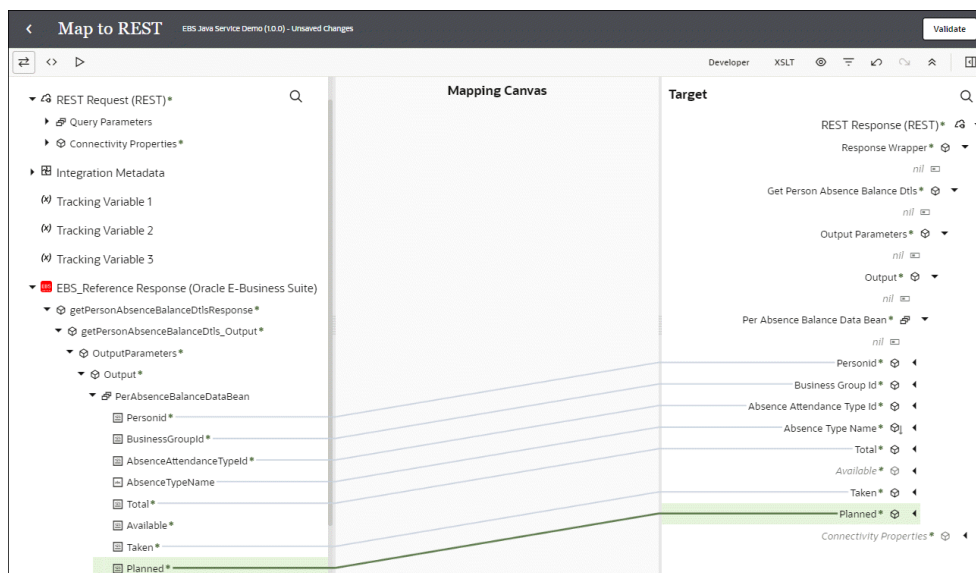 Map to REST EBS Java Service Demo (1.0.0) - Unsaved Changes Validate
Developer XSLT
REST Request (REST)*
Query Parameters
Connectivity Properties*
Integration Metadata
(x) Tracking Variable 1
(x) Tracking Variable 2
(x) Tracking Variable 3
EBS EBS_Reference Response (Oracle E-Business Suite)
getPersonAbsenceBalanceDtlsResponse*
getPersonAbsenceBalanceDtls_Output*
OutputParameters*
Output*
PerAbsenceBalanceDataBean
Personid*
BusinessGroupId*
AbsenceAttendanceTypeId*
AbsenceTypeName
Total*
Available*
Taken*
Planned*
Mapping Canvas
Target
REST Response (REST)*
Response Wrapper*
nil
Get Person Absence Balance Dtls*
nil
Output Parameters*
nil
Output*
nil
Per Absence Balance Data Bean*
nil
Personid*
Business Group Id*
Absence Attendance Type Id*
Absence Type Name*
Total*
Available*
Taken*
Planned*
Connectivity Properties*